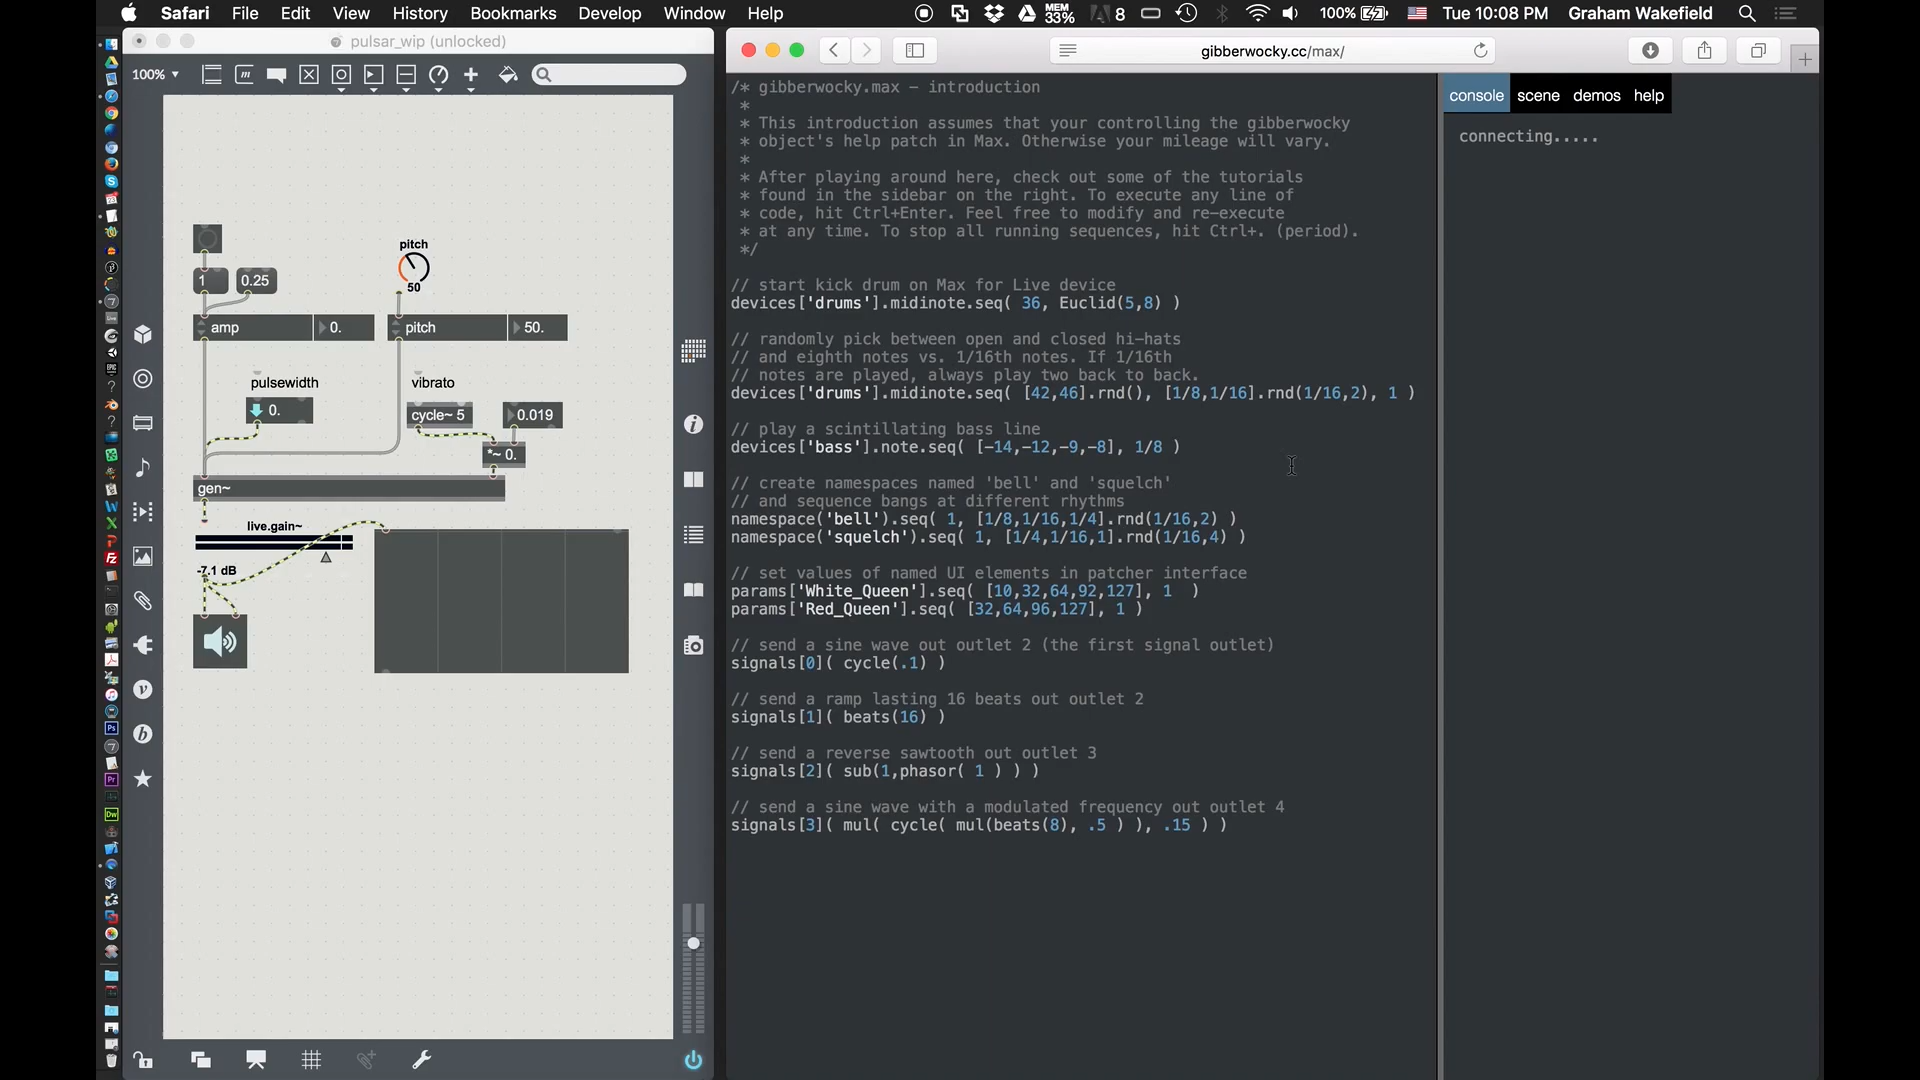 Safari File Edit View History Bookmarks Develop Window Help MEM 33% 8 100% Tue 10:08 PM Graham Wakefield
pulsar_wip (unlocked)
100%
pitch
50
1 0.25
amp 0. pitch 50.
pulsewidth vibrato
0. cycle~ 5 0.019
*~ 0.
gen~
live.gain~
-7.1 dB
gibberwocky.cc/max/
/* gibberwocky.max – introduction
*
* This introduction assumes that your controlling the gibberwocky
* object's help patch in Max. Otherwise your mileage will vary.
*
* After playing around here, check out some of the tutorials
* found in the sidebar on the right. To execute any line of
* code, hit Ctrl+Enter. Feel free to modify and re-execute
* at any time. To stop all running sequences, hit Ctrl+. (period).
*/
// start kick drum on Max for Live device
devices['drums'].midinote.seq( 36, Euclid(5,8) )
// randomly pick between open and closed hi-hats
// and eighth notes vs. 1/16th notes. If 1/16th
// notes are played, always play two back to back.
devices['drums'].midinote.seq( [42,46].rnd(), [1/8,1/16].rnd(1/16,2), 1 )
// play a scintillating bass line
devices['bass'].note.seq( [-14,-12,-9,-8], 1/8 )
// create namespaces named 'bell' and 'squelch'
// and sequence bangs at different rhythms
namespace('bell').seq( 1, [1/8,1/16,1/4].rnd(1/16,2) )
namespace('squelch').seq( 1, [1/4,1/16,1].rnd(1/16,4) )
// set values of named UI elements in patcher interface
params['White_Queen'].seq( [10,32,64,92,127], 1  )
params['Red_Queen'].seq( [32,64,96,127], 1 )
// send a sine wave out outlet 2 (the first signal outlet)
signals[0]( cycle(.1) )
// send a ramp lasting 16 beats out outlet 2
signals[1]( beats(16) )
// send a reverse sawtooth out outlet 3
signals[2]( sub(1,phasor( 1 ) ) )
// send a sine wave with a modulated frequency out outlet 4
signals[3]( mul( cycle( mul(beats(8), .5 ) ), .15 ) )
console scene demos help
connecting.....